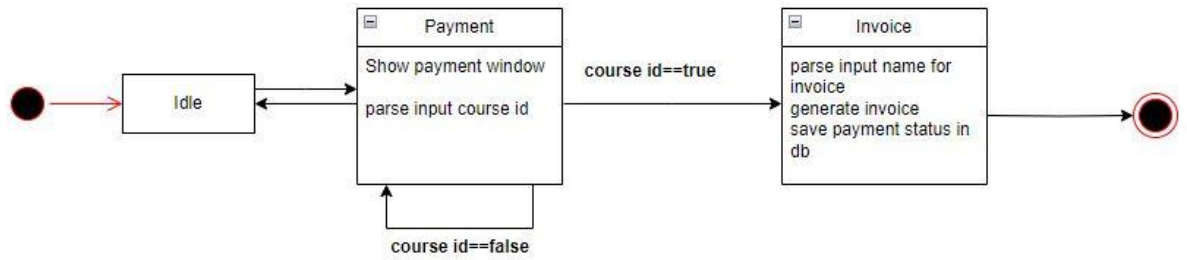 Idle
Payment
Show payment window
parse input course id
course id==false
course id==true
Invoice
parse input name for
invoice
generate invoice
save payment status in
db